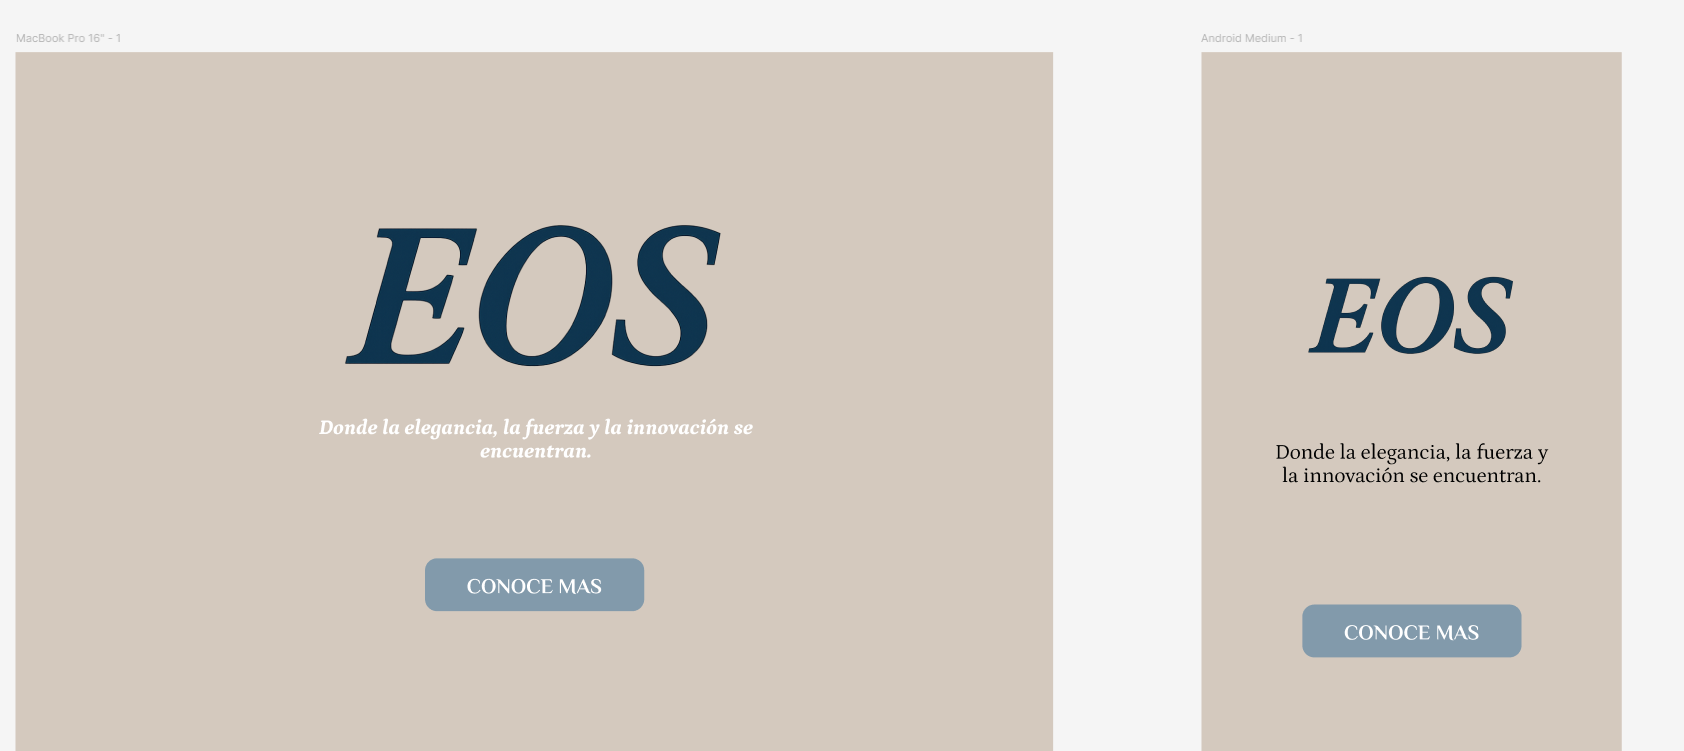 MacBook Pro 16" - 1
EOS
Donde la elegancia, la fuerza y la innovación se
encuentran.
CONOCE MAS
Android Medium - 1
EOS
Donde la elegancia, la fuerza y
la innovación se encuentran.
CONOCE MAS